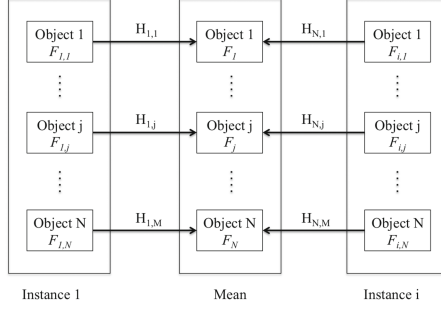 Object 1 H1,1 Object 1 HN,1 Object 1
F1,1 F1 Fi,1
Object j H1,j Object j HN,j Object j
F1,j Fj Fi,j
Object N H1,M Object N HN,M Object N
F1,N FN Fi,N
Instance 1 Mean Instance i